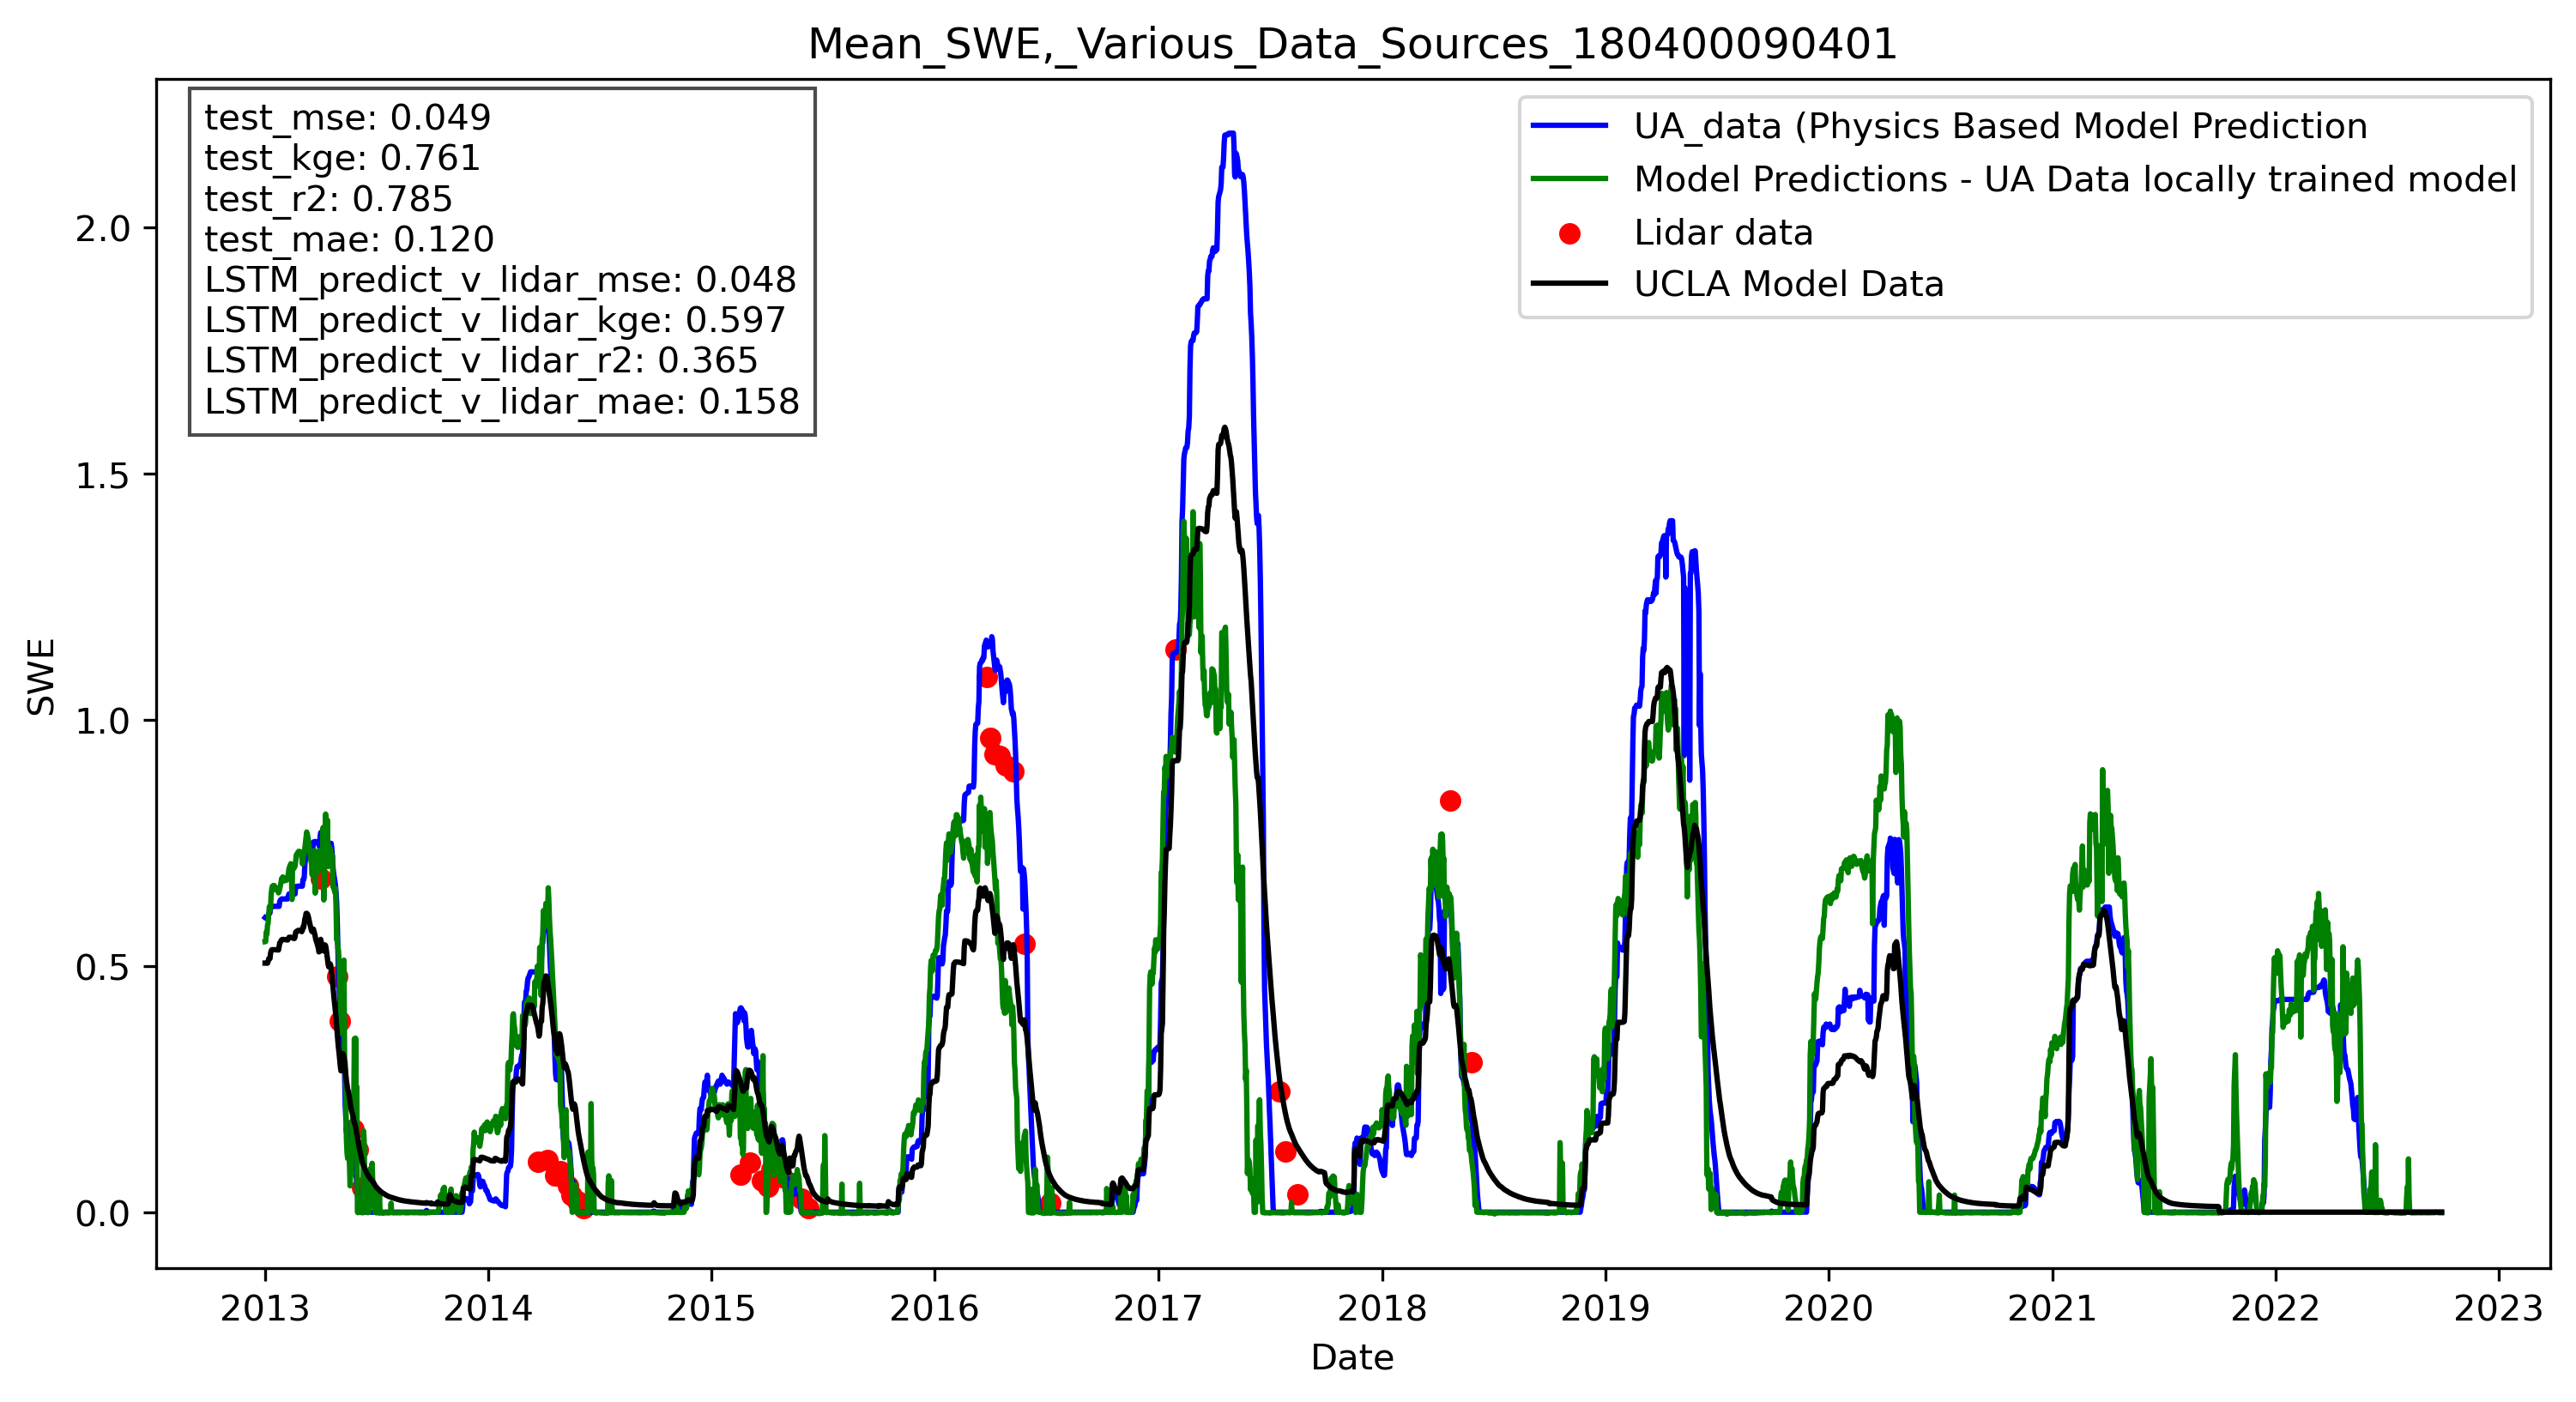 Mean_SWE,_Various_Data_Sources_180400090401
test_mse: 0.049
test_kge: 0.761
test_r2: 0.785
test_mae: 0.120
LSTM_predict_v_lidar_mse: 0.048
LSTM_predict_v_lidar_kge: 0.597
LSTM_predict_v_lidar_r2: 0.365
LSTM_predict_v_lidar_mae: 0.158
UA_data (Physics Based Model Prediction
Model Predictions - UA Data locally trained model
Lidar data
UCLA Model Data
2.0
1.5
1.0
0.5
0.0
SWE
2013 2014 2015 2016 2017 2018 2019 2020 2021 2022 2023
Date